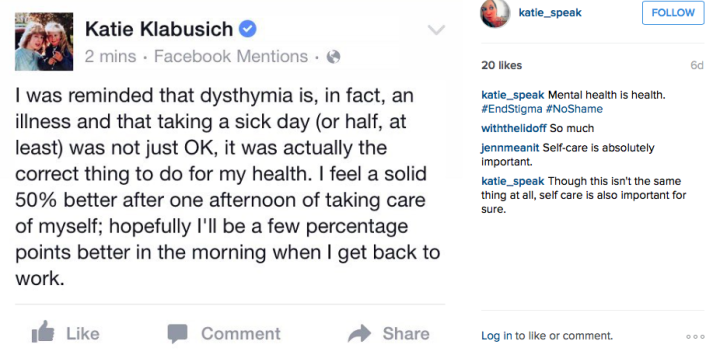 Katie Klabusich
2 mins · Facebook Mentions ·
I was reminded that dysthymia is, in fact, an
illness and that taking a sick day (or half, at
least) was not just OK, it was actually the
correct thing to do for my health. I feel a solid
50% better after one afternoon of taking care
of myself; hopefully I'll be a few percentage
points better in the morning when I get back to
work.
Like
Comment
Share
katie_speak
FOLLOW
20 likes
6d
katie_speak Mental health is health.
#EndStigma #NoShame
withthelidoff So much
jennmeanit Self-care is absolutely
important.
katie_speak Though this isn't the same
thing at all, self care is also important for
sure.
Log in to like or comment.